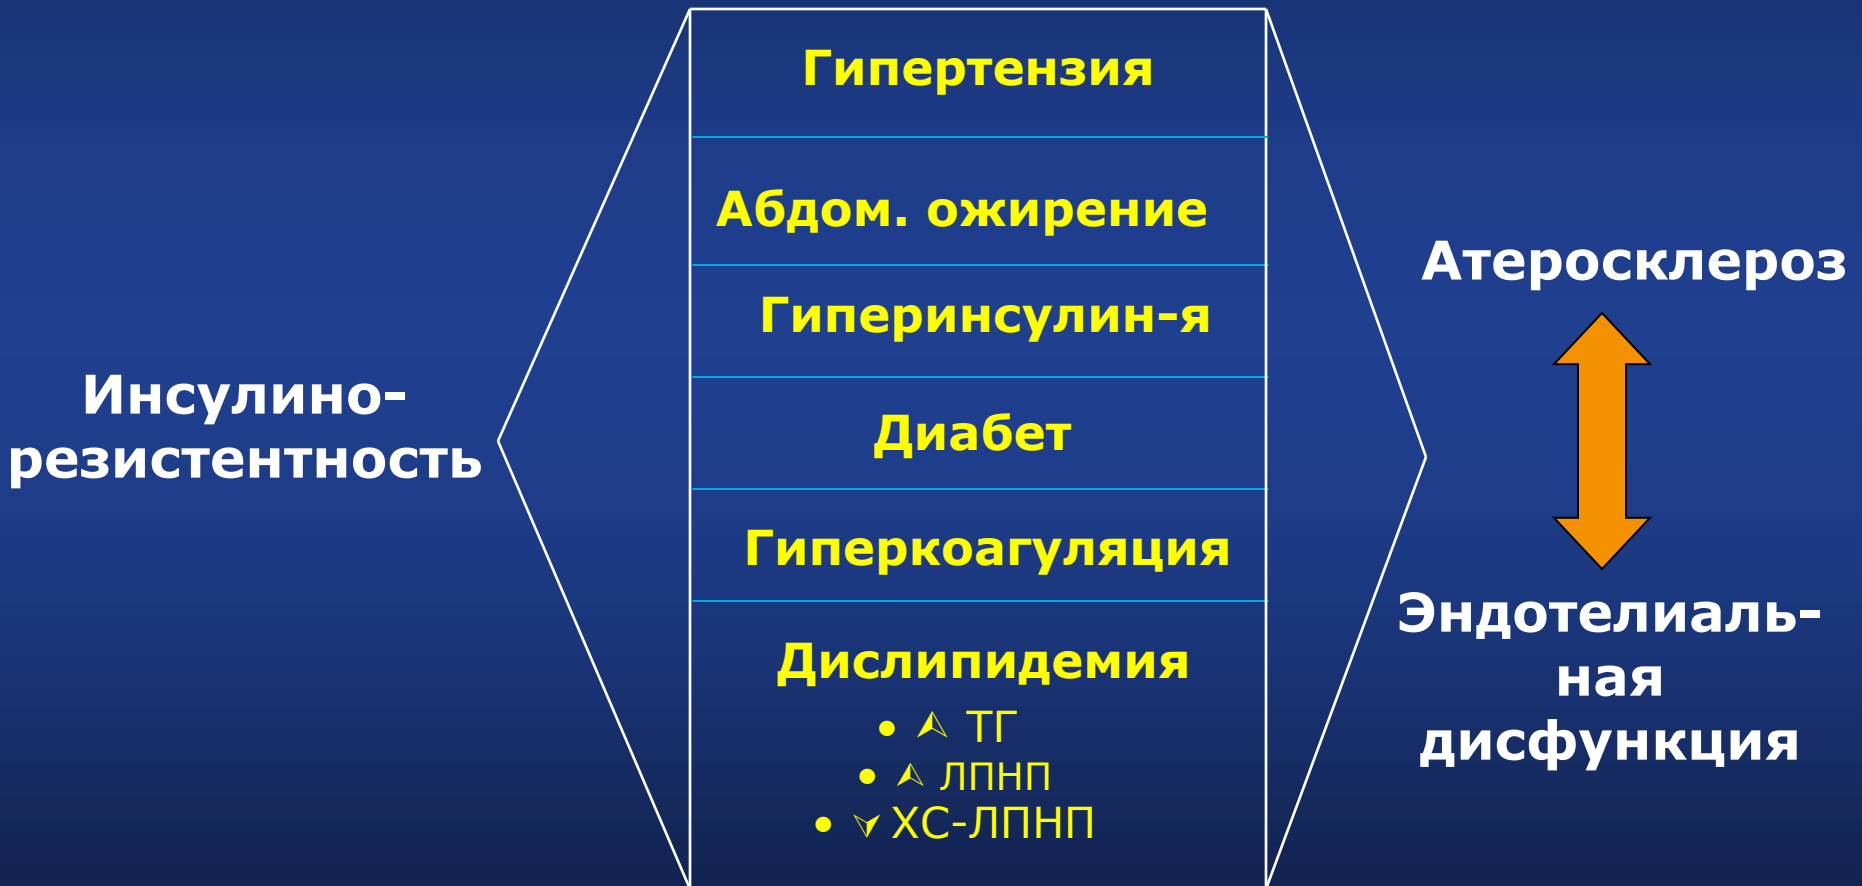 Инсулино-
резистентность
Гипертензия
Абдом. ожирение
Гиперинсулин-я
Диабет
Гиперкоагуляция
Дислипидемия
• ⮝ ТГ
• ⮝ ЛПНП
• ⮟ ХС-ЛПНП
Атеросклероз
Эндотелиаль-
ная
дисфункция